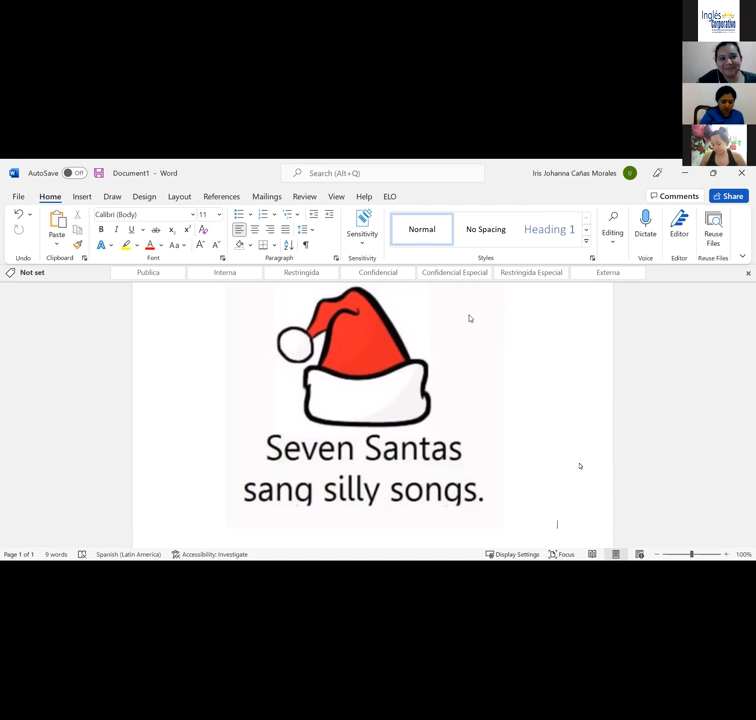 Inglés
Corporativo
AutoSave Off Document1 - Word Search (Alt+Q) Iris Johanna Cañas Morales
File Home Insert Draw Design Layout References Mailings Review View Help ELO Comments Share
Calibri (Body) 11
Normal No Spacing Heading 1
Paste Sensitivity Editing Dictate Editor Reuse Files
Undo Clipboard Font Paragraph Sensitivity Styles Voice Editor Reuse Files
Not set Publica Interna Restringida Confidencial Confidencial Especial Restringida Especial Externa
Seven Santas
sang silly songs.
Page 1 of 1 9 words Spanish (Latin America) Accessibility: Investigate Display Settings Focus 100%